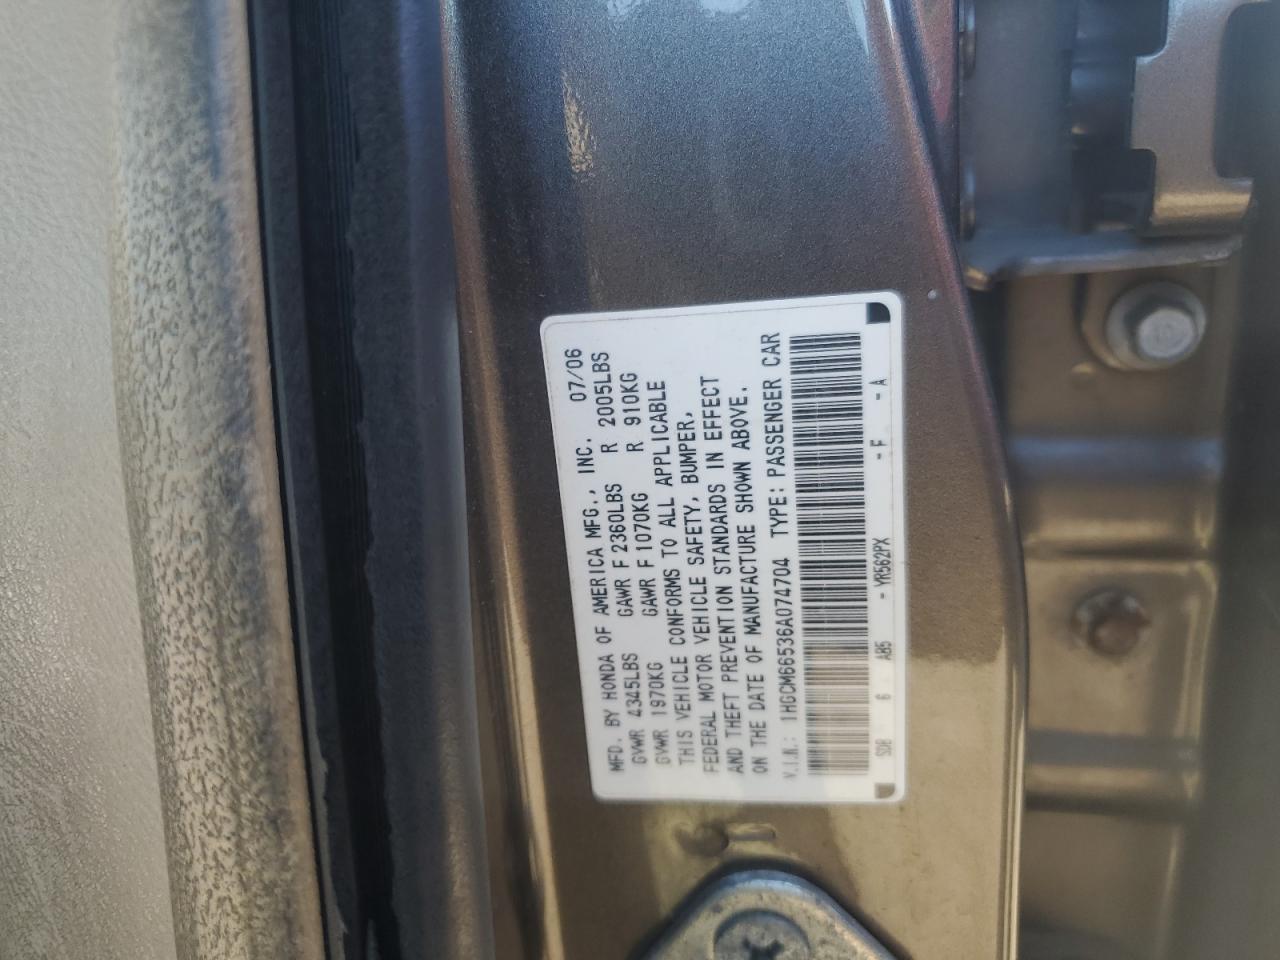 MFD. BY HONDA OF AMERICA MFG., INC. 07/06
GVWR 4345LBS GAWR F 2360LBS R 2005LBS
GVWR 1970KG GAWR F 1070KG R 910KG
THIS VEHICLE CONFORMS TO ALL APPLICABLE
FEDERAL MOTOR VEHICLE SAFETY, BUMPER,
AND THEFT PREVENTION STANDARDS IN EFFECT
ON THE DATE OF MANUFACTURE SHOWN ABOVE.
V.I.N.: 1HGCM66536A074704 TYPE: PASSENGER CAR
SDB 6 AB5 - YR562PX - F - A